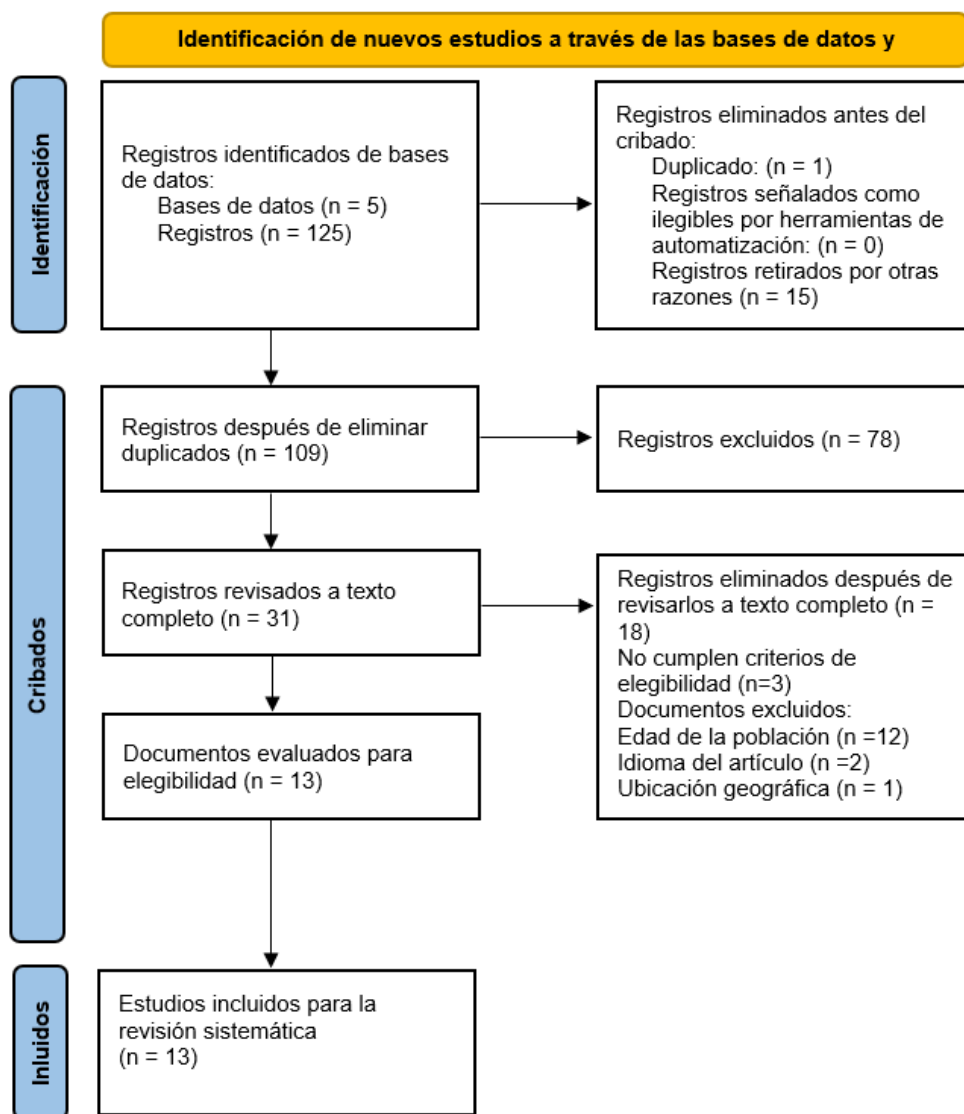 Identificación de nuevos estudios a través de las bases de datos y
Identificación
Registros identificados de bases
de datos:
Bases de datos (n = 5)
Registros (n = 125)
Registros eliminados antes del
cribado:
Duplicado: (n = 1)
Registros señalados como
ilegibles por herramientas de
automatización: (n = 0)
Registros retirados por otras
razones (n = 15)
Cribados
Registros después de eliminar
duplicados (n = 109)
Registros excluidos (n = 78)
Registros revisados a texto
completo (n = 31)
Registros eliminados después de
revisarlos a texto completo (n =
18)
No cumplen criterios de
elegibilidad (n=3)
Documentos excluidos:
Edad de la población (n =12)
Idioma del artículo (n =2)
Ubicación geográfica (n = 1)
Documentos evaluados para
elegibilidad (n = 13)
Inluidos
Estudios incluidos para la
revisión sistemática
(n = 13)